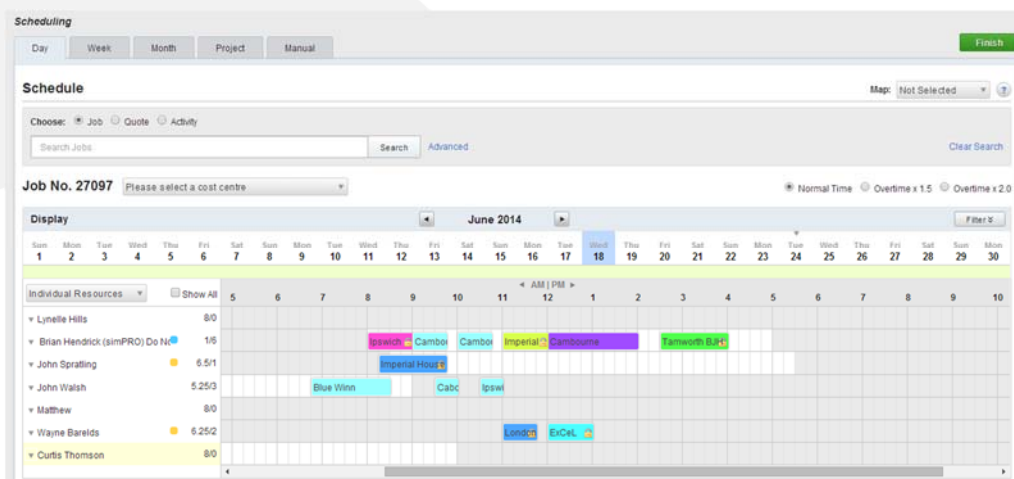 Scheduling
Day Week Month Project Manual Finish
Schedule Map: Not Selected ?
Choose: Job Quote Activity
Search Jobs Search Advanced Clear Search
Job No. 27097 Please select a cost centre Normal Time Overtime x 1.5 Overtime x 2.0
Display June 2014 Filter
Sun Mon Tue Wed Thu Fri Sat Sun Mon Tue Wed Thu Fri Sat Sun Mon Tue Wed Thu Fri Sat Sun Mon Tue Wed Thu Fri Sat Sun Mon
1 2 3 4 5 6 7 8 9 10 11 12 13 14 15 16 17 18 19 20 21 22 23 24 25 26 27 28 29 30
AM | PM
Individual Resources Show All 5 6 7 8 9 10 11 12 1 2 3 4 5 6 7 8 9 10
Lynelle Hills 8/0
Brian Hendrick (simPRO) Do No 1/6 Ipswich Cambou Cambo Imperial Cambourne Tamworth BJH
John Spratling 6.5/1 Imperial House
John Walsh 5.25/3 Blue Winn Cabc Ipswi
Matthew 8/0
Wayne Barelds 6.25/2 London ExCeL
Curtis Thomson 8/0